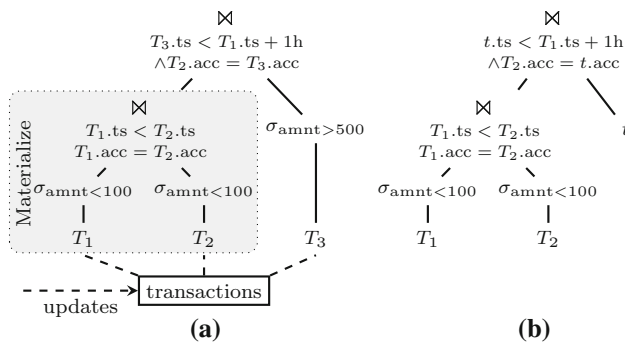 ⋈
T₃.ts < T₁.ts + 1h
∧T₂.acc = T₃.acc
Materialize
⋈
T₁.ts < T₂.ts
T₁.acc = T₂.acc
σamnt>500
σamnt<100 σamnt<100
T₁ T₂ T₃
transactions
updates
(a)
⋈
t.ts < T₁.ts + 1h
∧T₂.acc = t.acc
⋈
T₁.ts < T₂.ts
T₁.acc = T₂.acc
σamnt<100 σamnt<100
T₁ T₂
(b)